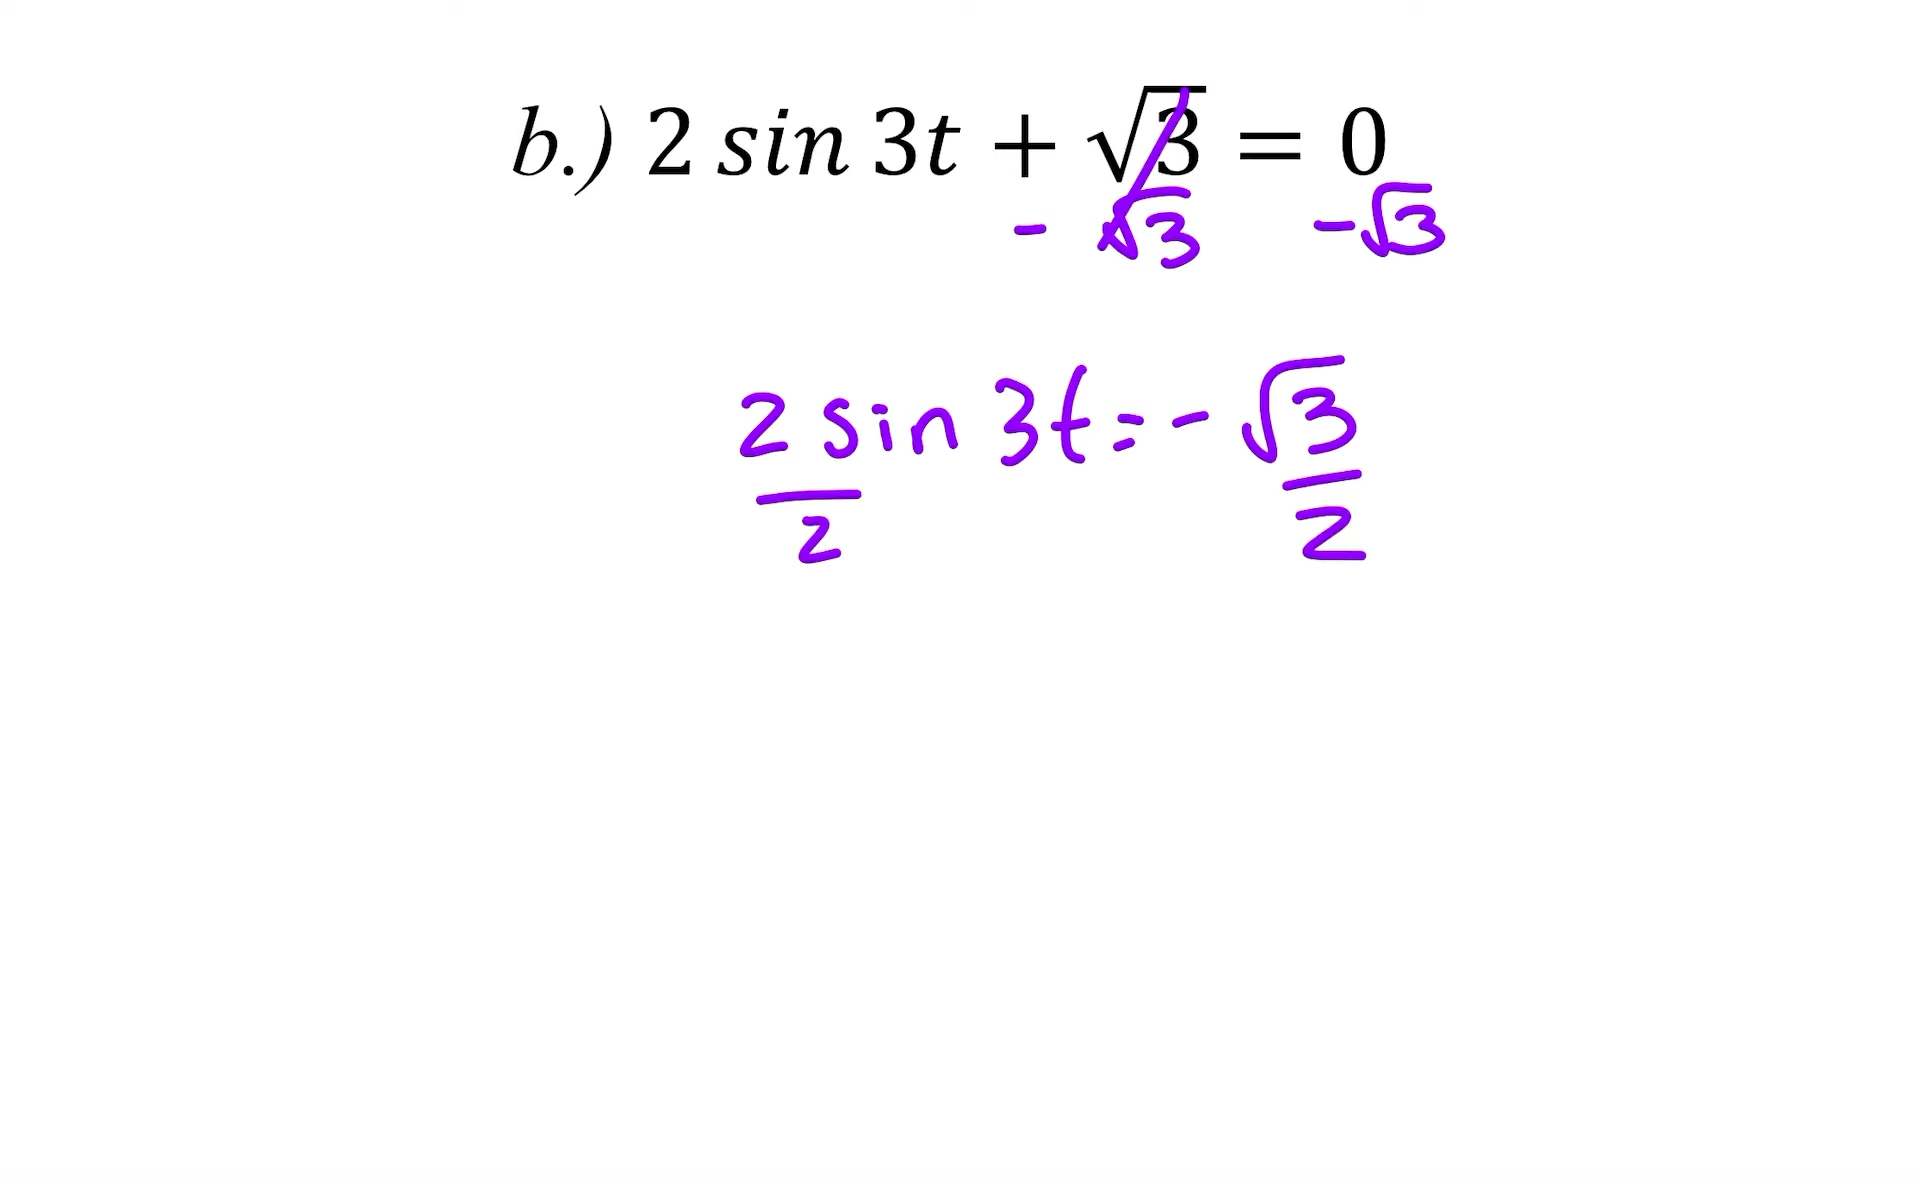 b.) 2 sin 3t + √3 = 0
- √3 -√3
2 sin 3t = - √3
2 2